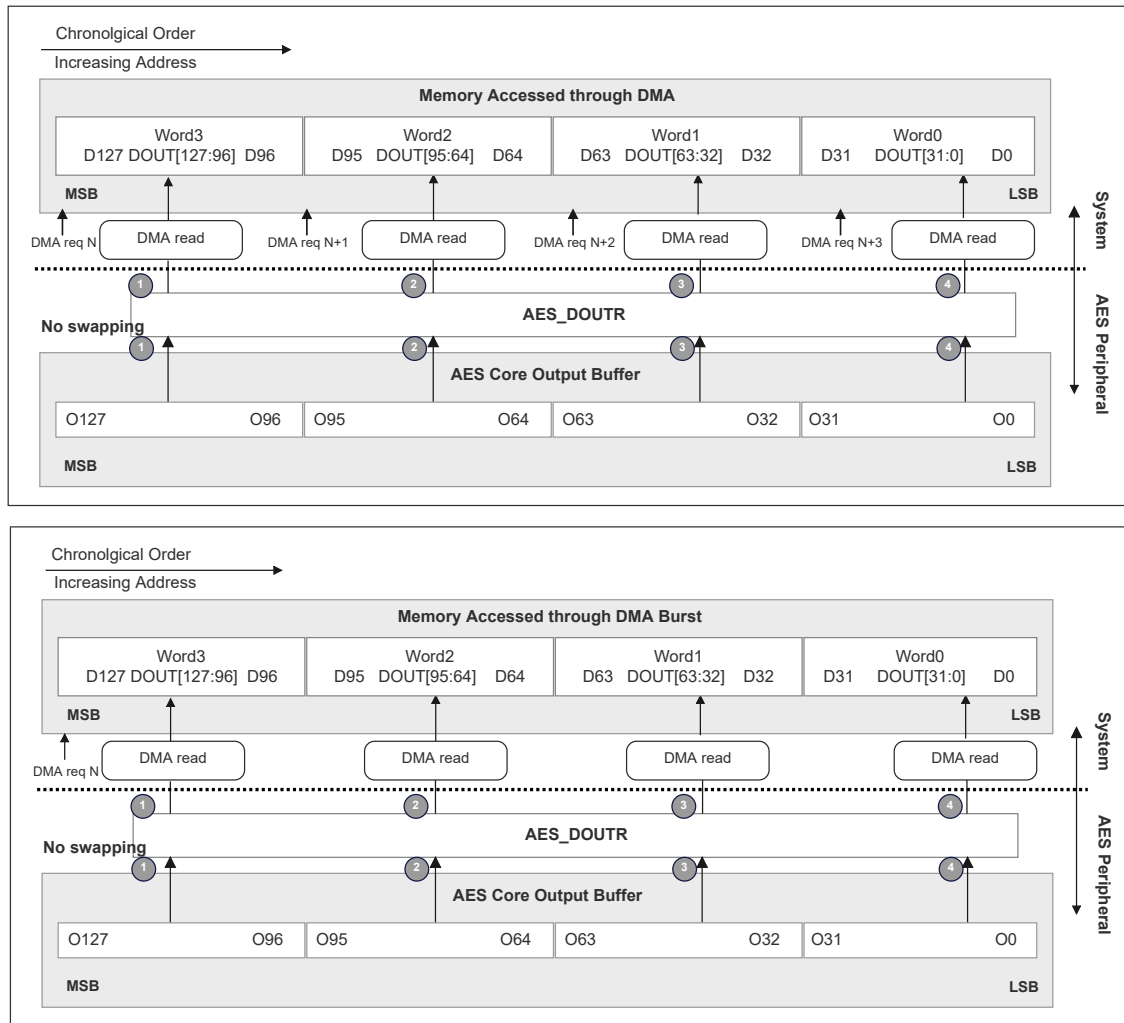 Chronolgical Order
Increasing Address
Memory Accessed through DMA
Word3 Word2 Word1 Word0
D127 DOUT[127:96] D96 D95 DOUT[95:64] D64 D63 DOUT[63:32] D32 D31 DOUT[31:0] D0
MSB LSB
DMA req N DMA read DMA req N+1 DMA read DMA req N+2 DMA read DMA req N+3 DMA read
System
1 2 3 4
AES_DOUTR
No swapping
1 2 3 4
AES Peripheral
AES Core Output Buffer
O127 O96 O95 O64 O63 O32 O31 O0
MSB LSB
Chronolgical Order
Increasing Address
Memory Accessed through DMA Burst
Word3 Word2 Word1 Word0
D127 DOUT[127:96] D96 D95 DOUT[95:64] D64 D63 DOUT[63:32] D32 D31 DOUT[31:0] D0
MSB LSB
DMA req N DMA read DMA read DMA read DMA read
System
1 2 3 4
AES_DOUTR
No swapping
1 2 3 4
AES Peripheral
AES Core Output Buffer
O127 O96 O95 O64 O63 O32 O31 O0
MSB LSB